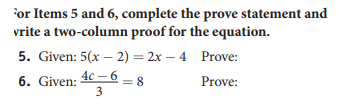 or Items 5 and 6, complete the prove statement and
write a two-column proof for the equation.
5. Given: 5(x − 2) = 2x − 4 Prove:
6. Given: (4c − 6)/3 = 8 Prove: